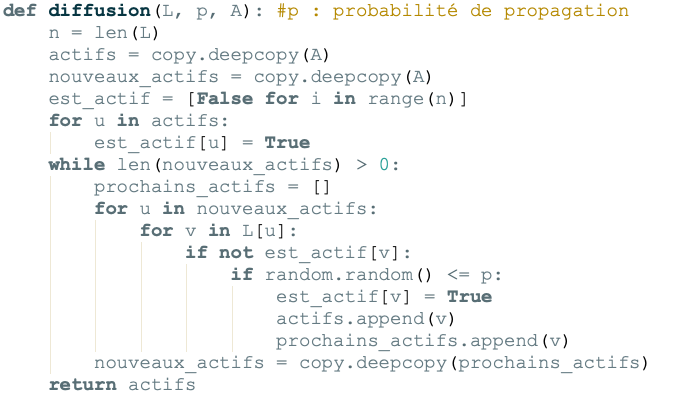 def diffusion(L, p, A): #p : probabilité de propagation
    n = len(L)
    actifs = copy.deepcopy(A)
    nouveaux_actifs = copy.deepcopy(A)
    est_actif = [False for i in range(n)]
    for u in actifs:
        est_actif[u] = True
    while len(nouveaux_actifs) > 0:
        prochains_actifs = []
        for u in nouveaux_actifs:
            for v in L[u]:
                if not est_actif[v]:
                    if random.random() <= p:
                        est_actif[v] = True
                        actifs.append(v)
                        prochains_actifs.append(v)
        nouveaux_actifs = copy.deepcopy(prochains_actifs)
    return actifs